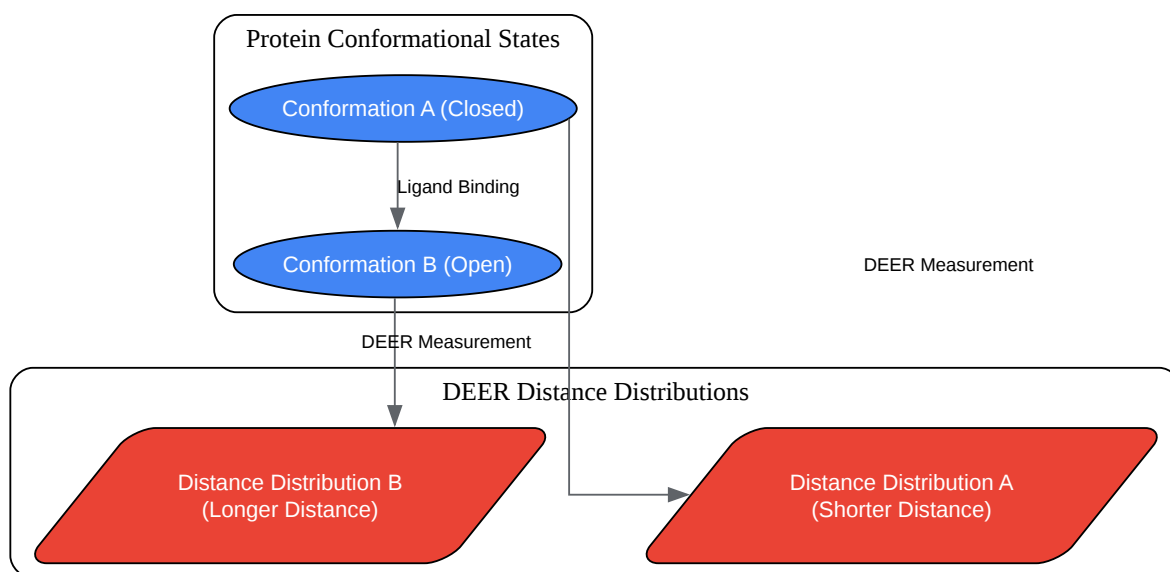 Protein Conformational States
Conformation A (Closed)
Ligand Binding
Conformation B (Open)
DEER Measurement
DEER Measurement
DEER Distance Distributions
Distance Distribution B
(Longer Distance)
Distance Distribution A
(Shorter Distance)